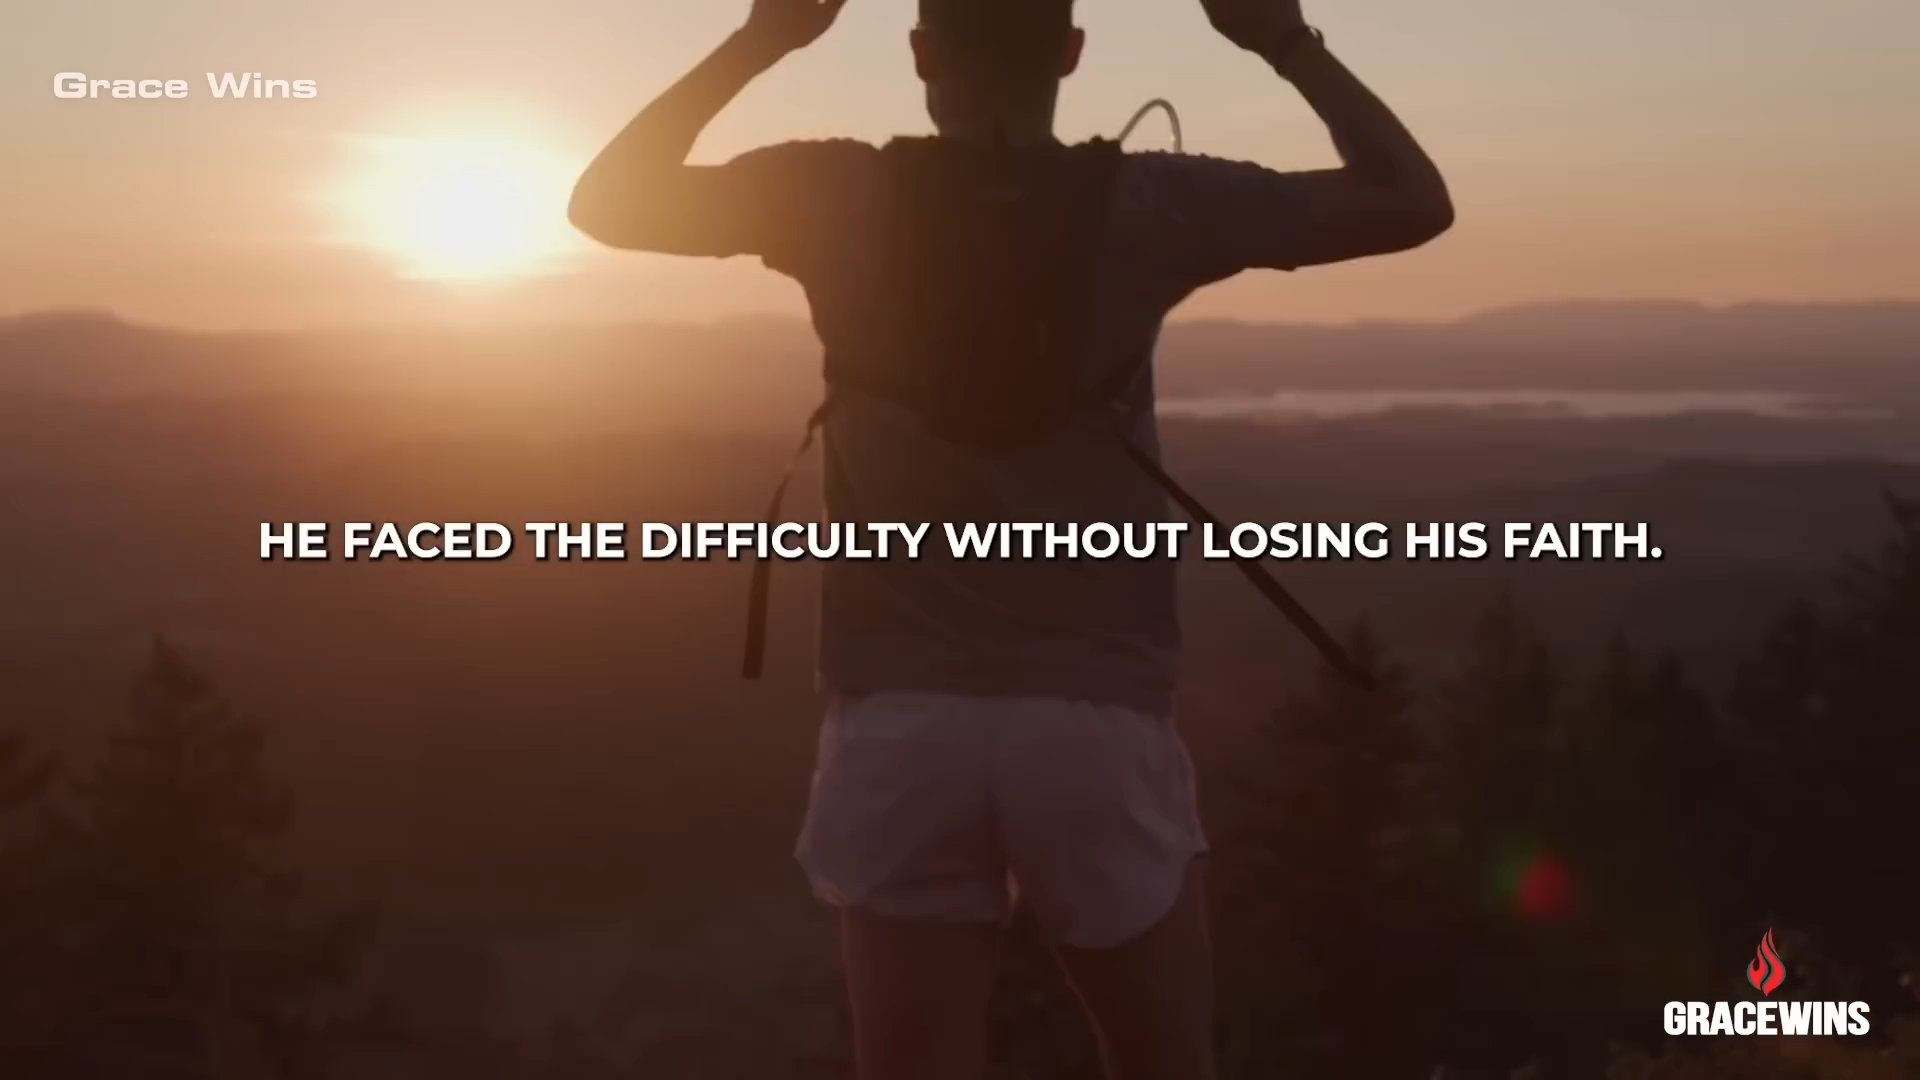 Grace Wins
HE FACED THE DIFFICULTY WITHOUT LOSING HIS FAITH.
GRACEWINS